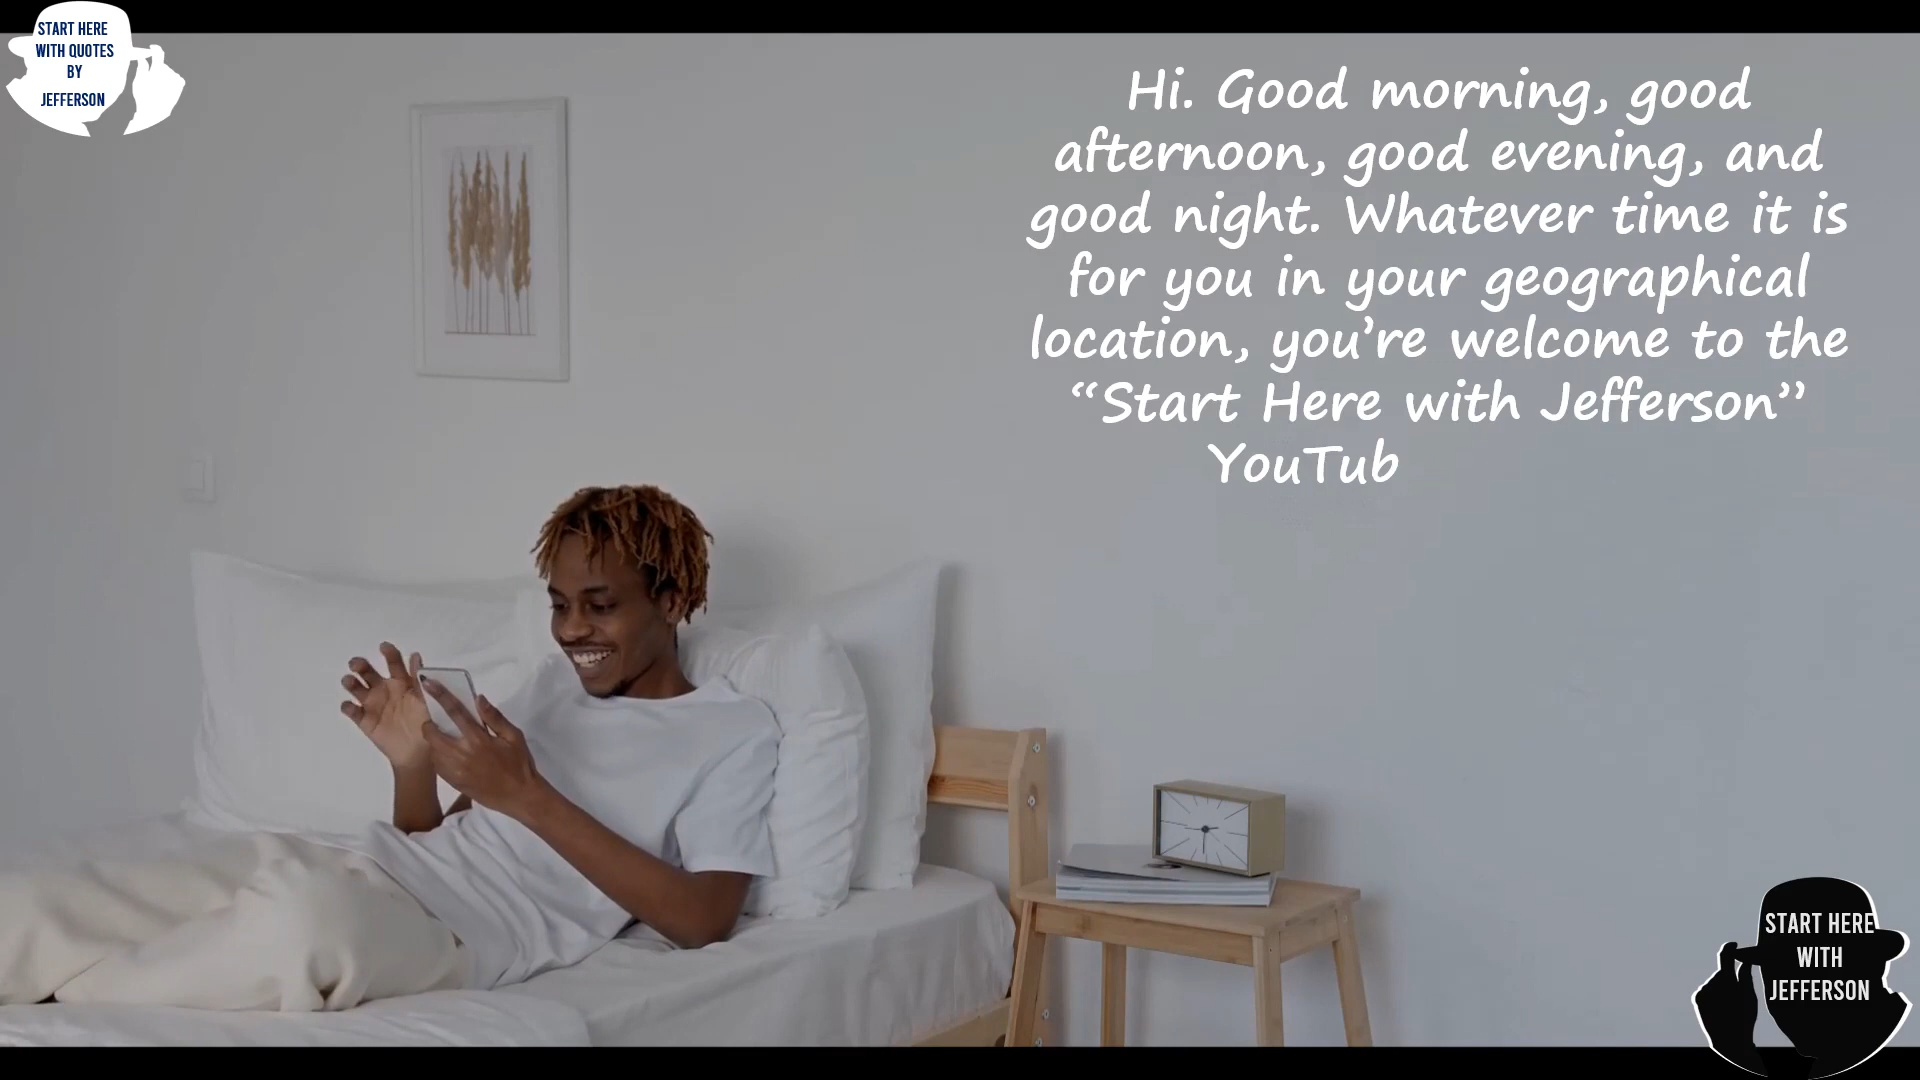 START HERE
WITH QUOTES
BY
JEFFERSON
Hi. Good morning, good
afternoon, good evening, and
good night. Whatever time it is
for you in your geographical
location, you’re welcome to the
“Start Here with Jefferson”
YouTub
START HERE
WITH
JEFFERSON